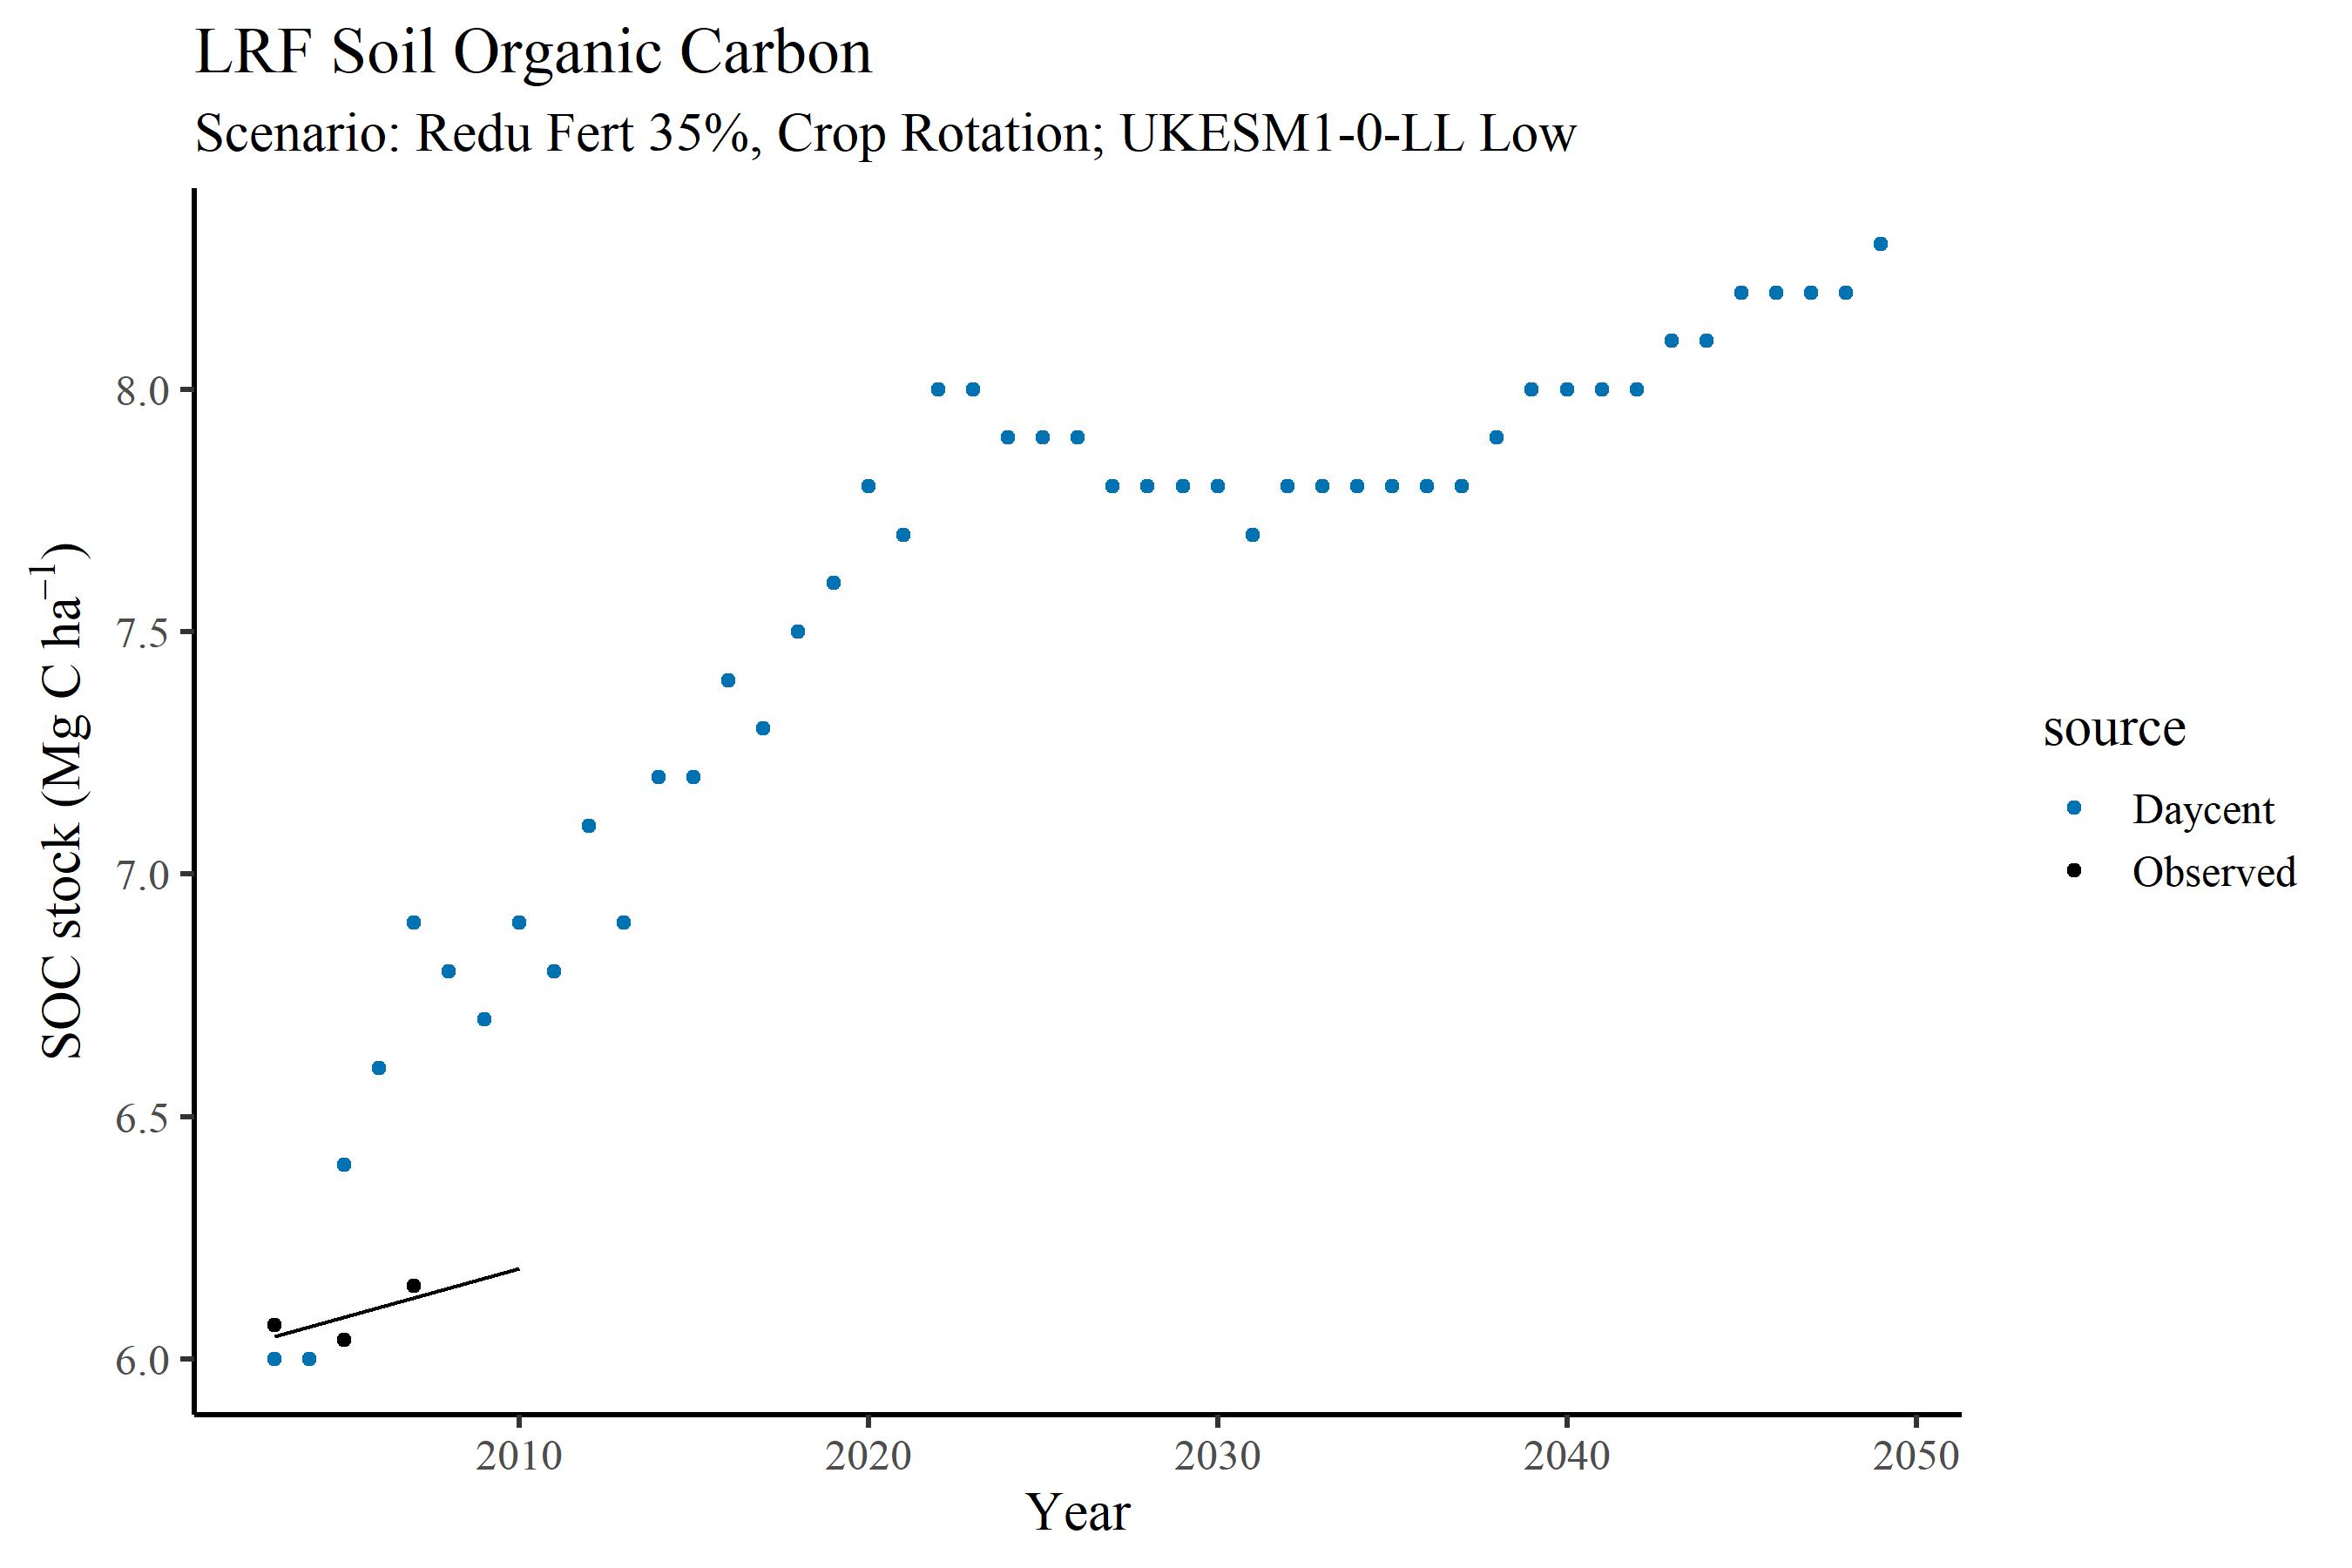 LRF Soil Organic Carbon
Scenario: Redu Fert 35%, Crop Rotation; UKESM1-0-LL Low
SOC stock (Mg C ha⁻¹)
8.0
7.5
7.0
6.5
6.0
2010 2020 2030 2040 2050
Year
source
Daycent
Observed